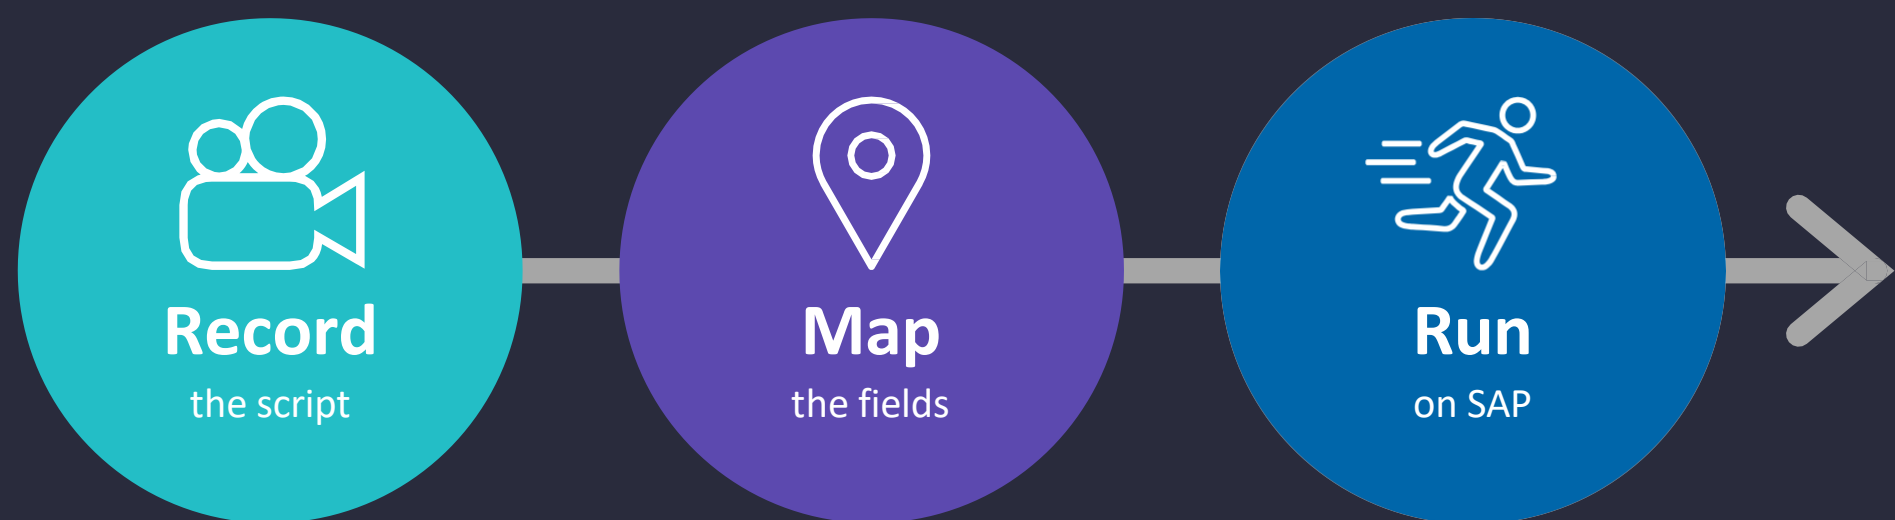 Record
the script
Map
the fields
Run
on SAP